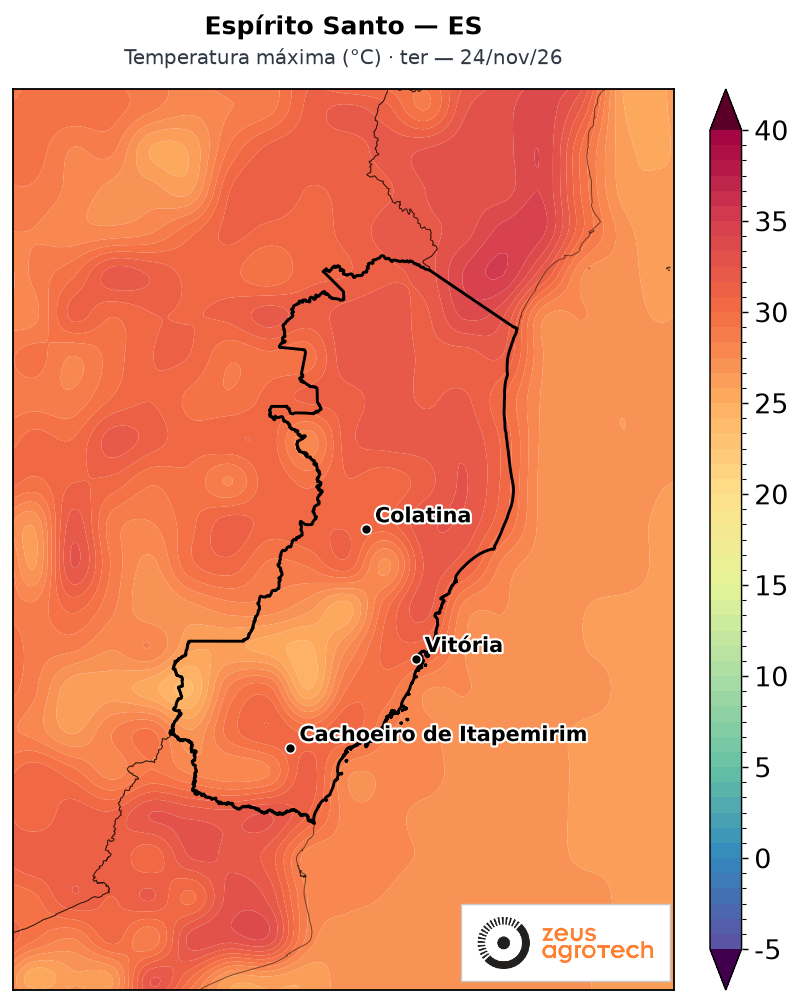 Espírito Santo — ES
Temperatura máxima (°C) · ter — 24/nov/26
40
35
30
25
20
15
10
5
0
-5
Colatina
Vitória
Cachoeiro de Itapemirim
zeus
agrotech